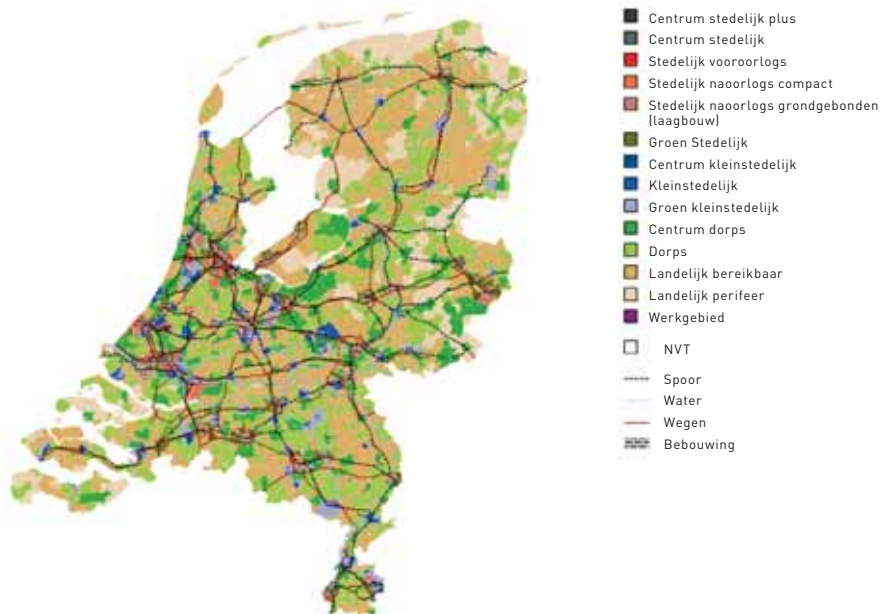 Centrum stedelijk plus
Centrum stedelijk
Stedelijk vooroorlogs
Stedelijk naoorlogs compact
Stedelijk naoorlogs grondgebonden
(laagbouw)
Groen Stedelijk
Centrum kleinstedelijk
Kleinstedelijk
Groen kleinstedelijk
Centrum dorps
Dorps
Landelijk bereikbaar
Landelijk perifeer
Werkgebied
NVT
Spoor
Water
Wegen
Bebouwing